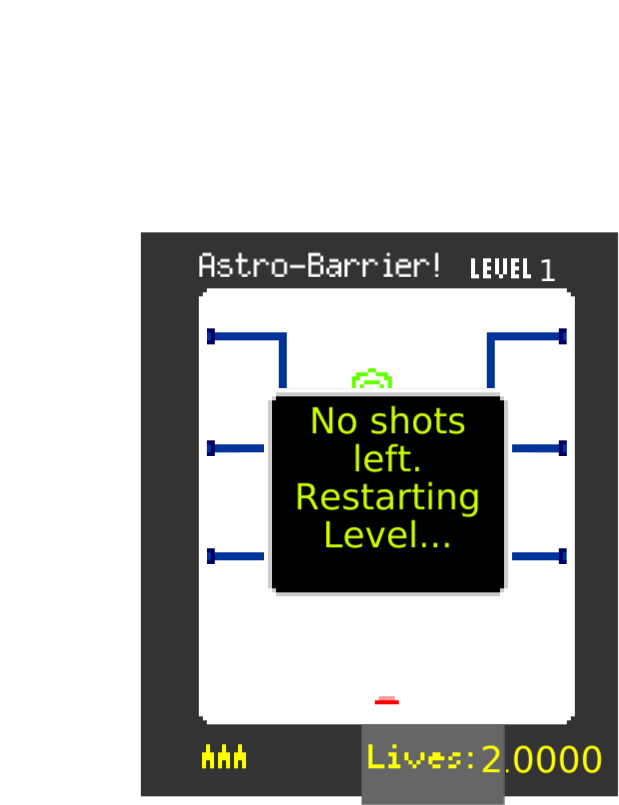 Astro-Barrier! LEVEL 1
No shots
left.
Restarting
Level...
Lives:2.0000